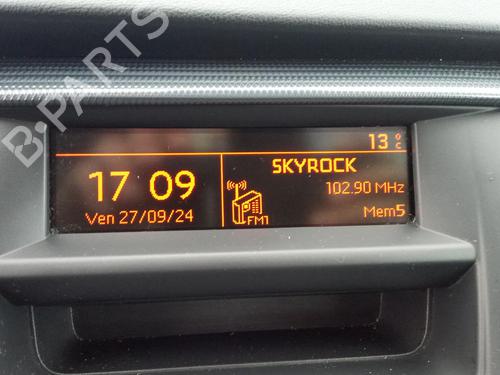 B-PARTS
13 °C
17 09
SKYROCK
102.90 MHz
Ven 27/09/24
FM1
Mem5